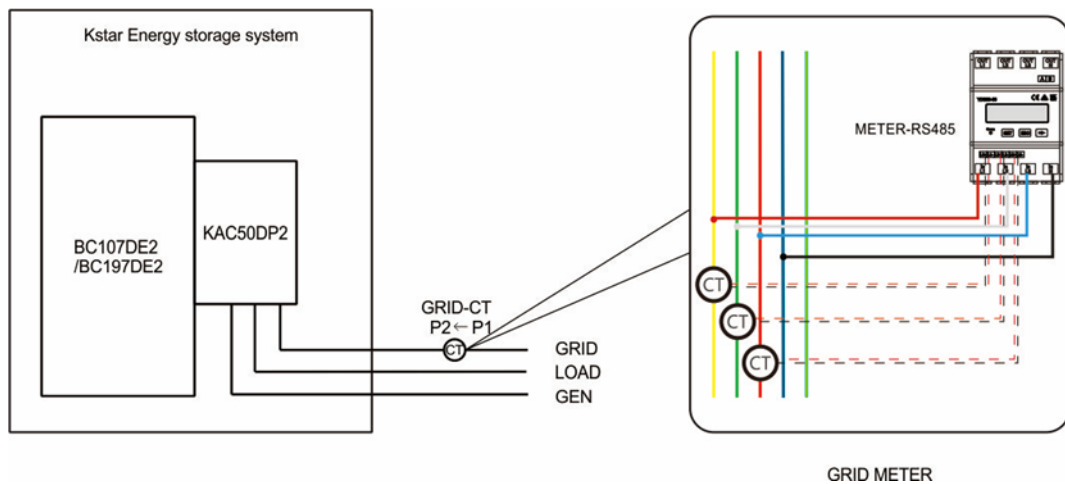 Kstar Energy storage system
BC107DE2
/BC197DE2
KAC50DP2
GRID-CT
P2 ← P1
CT
GRID
LOAD
GEN
METER-RS485
CT
CT
CT
GRID METER